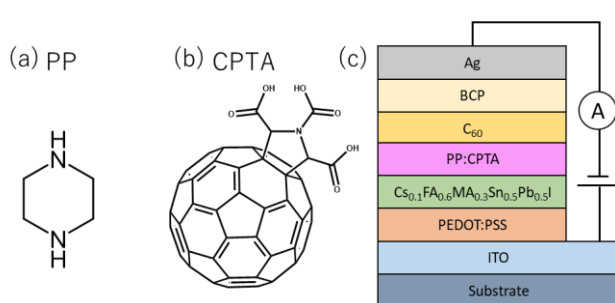 (a) PP
H
N
N
H
(b) CPTA
OH
O
HO
O
N
O
OH
(c)
Ag
BCP
C60
PP:CPTA
Cs0.1FA0.6MA0.3Sn0.5Pb0.5I
PEDOT:PSS
ITO
Substrate
A